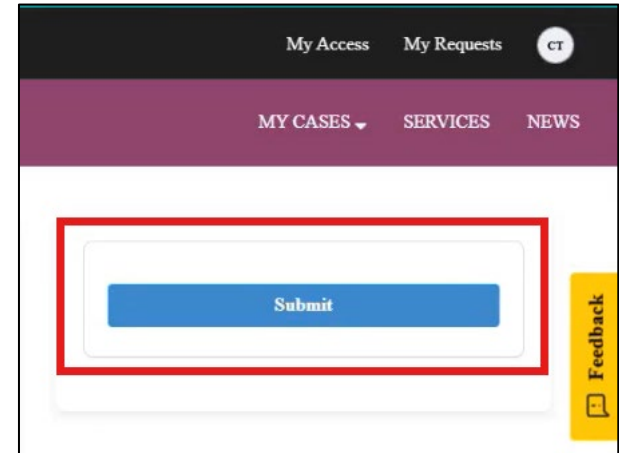 My Access My Requests CT
MY CASES SERVICES NEWS
Submit
Feedback